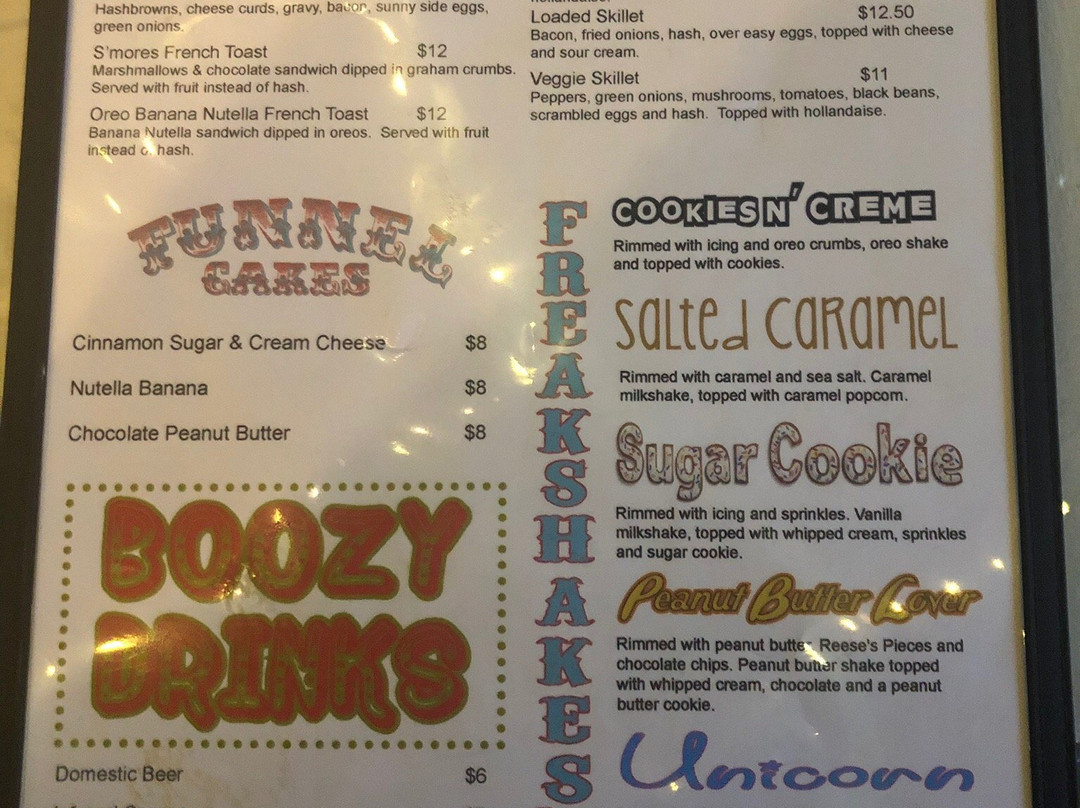 Hashbrowns, cheese curds, gravy, bacon, sunny side eggs,
green onions.
S'mores French Toast $12
Marshmallows & chocolate sandwich dipped in graham crumbs.
Served with fruit instead of hash.
Oreo Banana Nutella French Toast $12
Banana Nutella sandwich dipped in oreos. Served with fruit
instead of hash.
Loaded Skillet $12.50
Bacon, fried onions, hash, over easy eggs, topped with cheese
and sour cream.
Veggie Skillet $11
Peppers, green onions, mushrooms, tomatoes, black beans,
scrambled eggs and hash. Topped with hollandaise.
FUNNEL
CAKES
Cinnamon Sugar & Cream Cheese $8
Nutella Banana $8
Chocolate Peanut Butter $8
BOOZY
DRINKS
Domestic Beer $6
FREAKSHAKES
COOKIES N' CREME
Rimmed with icing and oreo crumbs, oreo shake
and topped with cookies.
Salted Caramel
Rimmed with caramel and sea salt. Caramel
milkshake, topped with caramel popcorn.
Sugar Cookie
Rimmed with icing and sprinkles. Vanilla
milkshake, topped with whipped cream, sprinkles
and sugar cookie.
Peanut Butter Lover
Rimmed with peanut butter, Reese's Pieces and
chocolate chips. Peanut butter shake topped
with whipped cream, chocolate and a peanut
butter cookie.
Unicorn